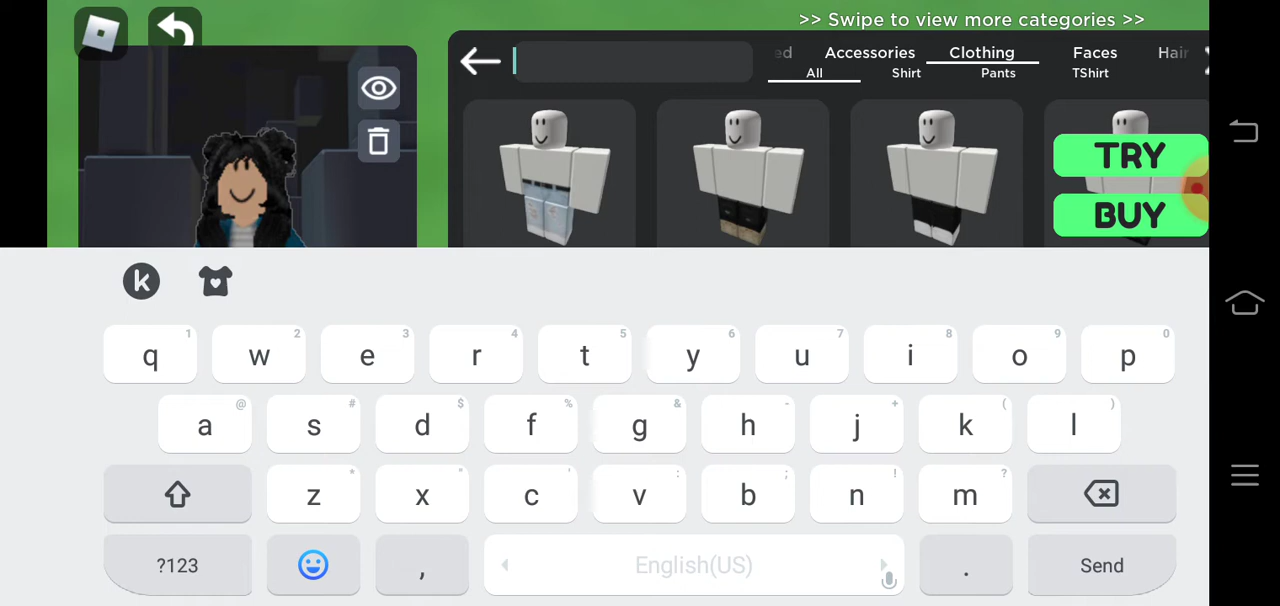 >> Swipe to view more categories >>
ed Accessories Clothing Faces Hair
All Shirt Pants TShirt
TRY
BUY
k
1 2 3 4 5 6 7 8 9 0
q w e r t y u i o p
@ # $ % & - + ( )
a s d f g h j k l
* " ' : ; ! ?
z x c v b n m
?123 , English(US) . Send